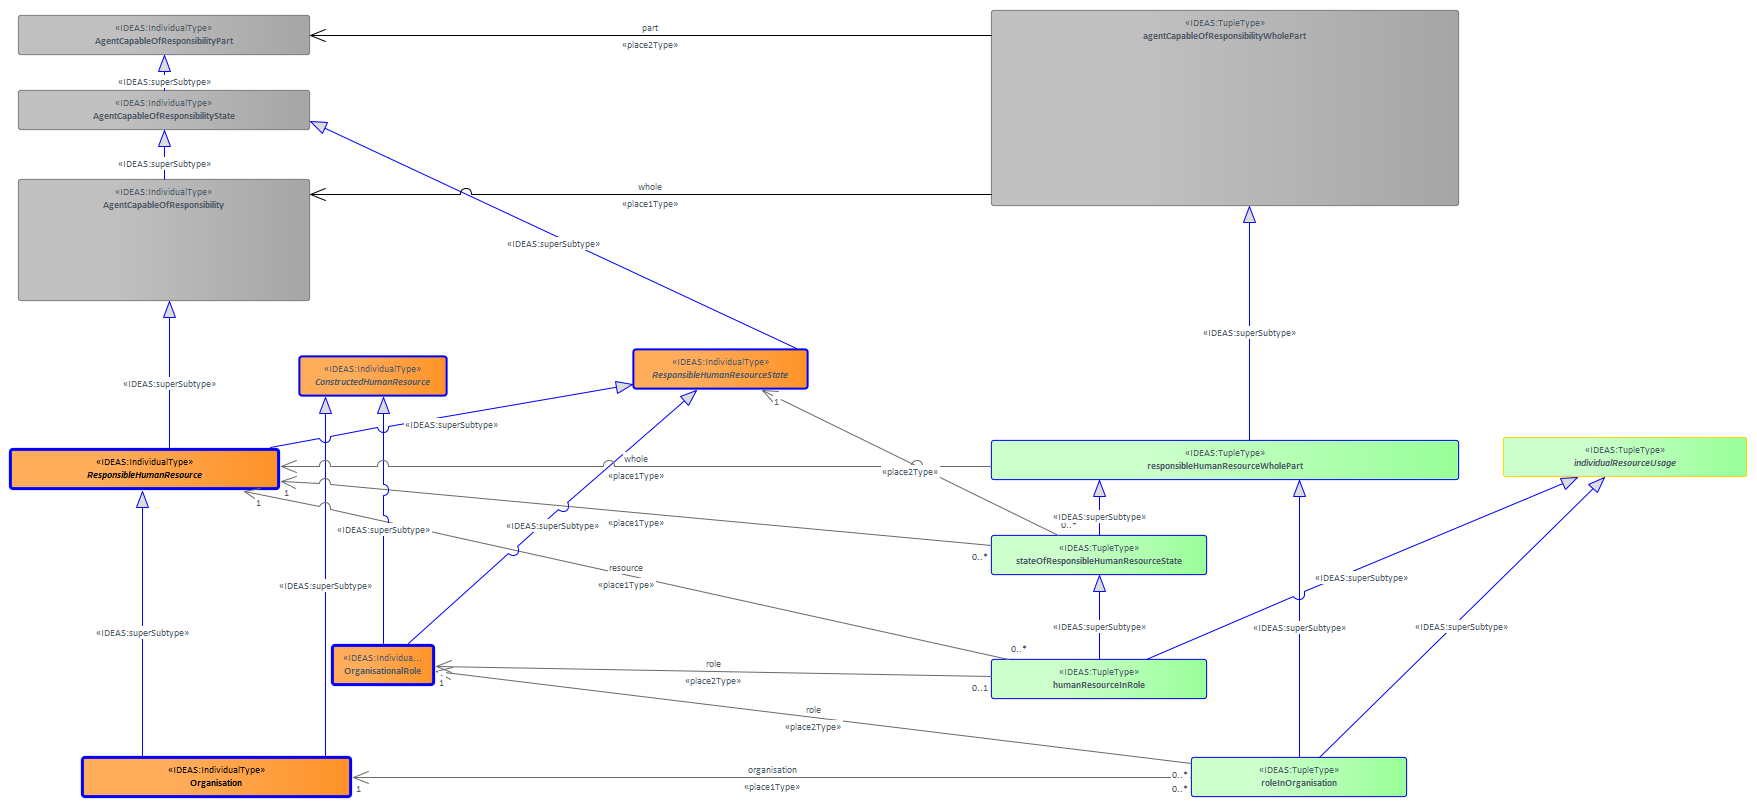 «IDEAS:IndividualType»
AgentCapableOfResponsibilityPart
part
«place2Type»
«IDEAS:TupleType»
agentCapableOfResponsibilityWholePart
«IDEAS:superSubtype»
«IDEAS:IndividualType»
AgentCapableOfResponsibilityState
«IDEAS:superSubtype»
«IDEAS:IndividualType»
AgentCapableOfResponsibility
whole
«place1Type»
«IDEAS:superSubtype»
«IDEAS:superSubtype»
«IDEAS:superSubtype»
«IDEAS:IndividualType»
ConstructedHumanResource
«IDEAS:IndividualType»
ResponsibleHumanResourceState
1
«IDEAS:superSubtype»
«IDEAS:IndividualType»
ResponsibleHumanResource
whole
«place1Type»
«place2Type»
«IDEAS:TupleType»
responsibleHumanResourceWholePart
«IDEAS:TupleType»
individualResourceUsage
1
1
«IDEAS:superSubtype»
«IDEAS:superSubtype»
«place1Type»
«IDEAS:superSubtype»
0..*
0..*
«IDEAS:TupleType»
stateOfResponsibleHumanResourceState
resource
«place1Type»
«IDEAS:superSubtype»
«IDEAS:superSubtype»
«IDEAS:superSubtype»
«IDEAS:superSubtype»
«IDEAS:superSubtype»
«IDEAS:superSubtype»
0..*
«IDEAS:Individua...
OrganisationalRole
role
«place2Type»
1
0..1
«IDEAS:TupleType»
humanResourceInRole
role
«place2Type»
«IDEAS:IndividualType»
Organisation
1
organisation
«place1Type»
0..*
0..*
«IDEAS:TupleType»
roleInOrganisation